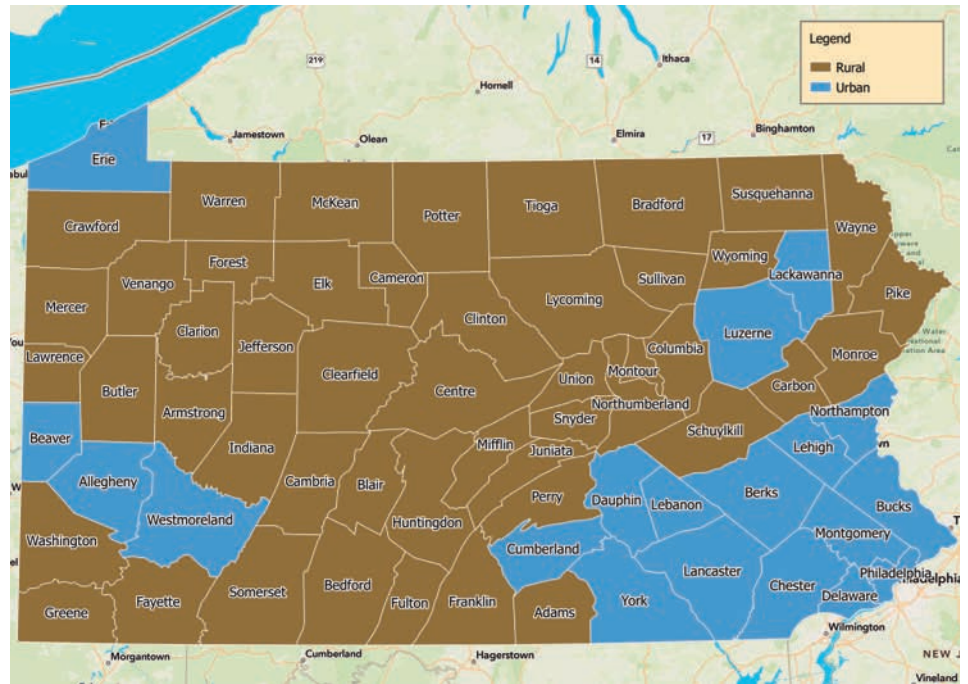 Legend
Rural
Urban
219
14
Ithaca
Hornell
Jamestown
Olean
Elmira
17
Binghamton
Erie
Warren
McKean
Potter
Tioga
Bradford
Susquehanna
Wayne
Crawford
Forest
Venango
Elk
Cameron
Sullivan
Wyoming
Lackawanna
Pike
Mercer
Clarion
Clinton
Lycoming
Luzerne
Lawrence
Jefferson
Columbia
Monroe
Butler
Clearfield
Centre
Union
Montour
Carbon
Armstrong
Snyder
Northumberland
Northampton
Beaver
Indiana
Mifflin
Juniata
Schuylkill
Lehigh
Allegheny
Cambria
Blair
Perry
Dauphin
Lebanon
Berks
Bucks
Westmoreland
Huntingdon
Cumberland
Montgomery
Washington
Lancaster
Philadelphia
Greene
Fayette
Somerset
Bedford
Fulton
Franklin
Adams
York
Chester
Delaware
Wilmington
Morgantown
Cumberland
Hagerstown
NEW J
Vineland